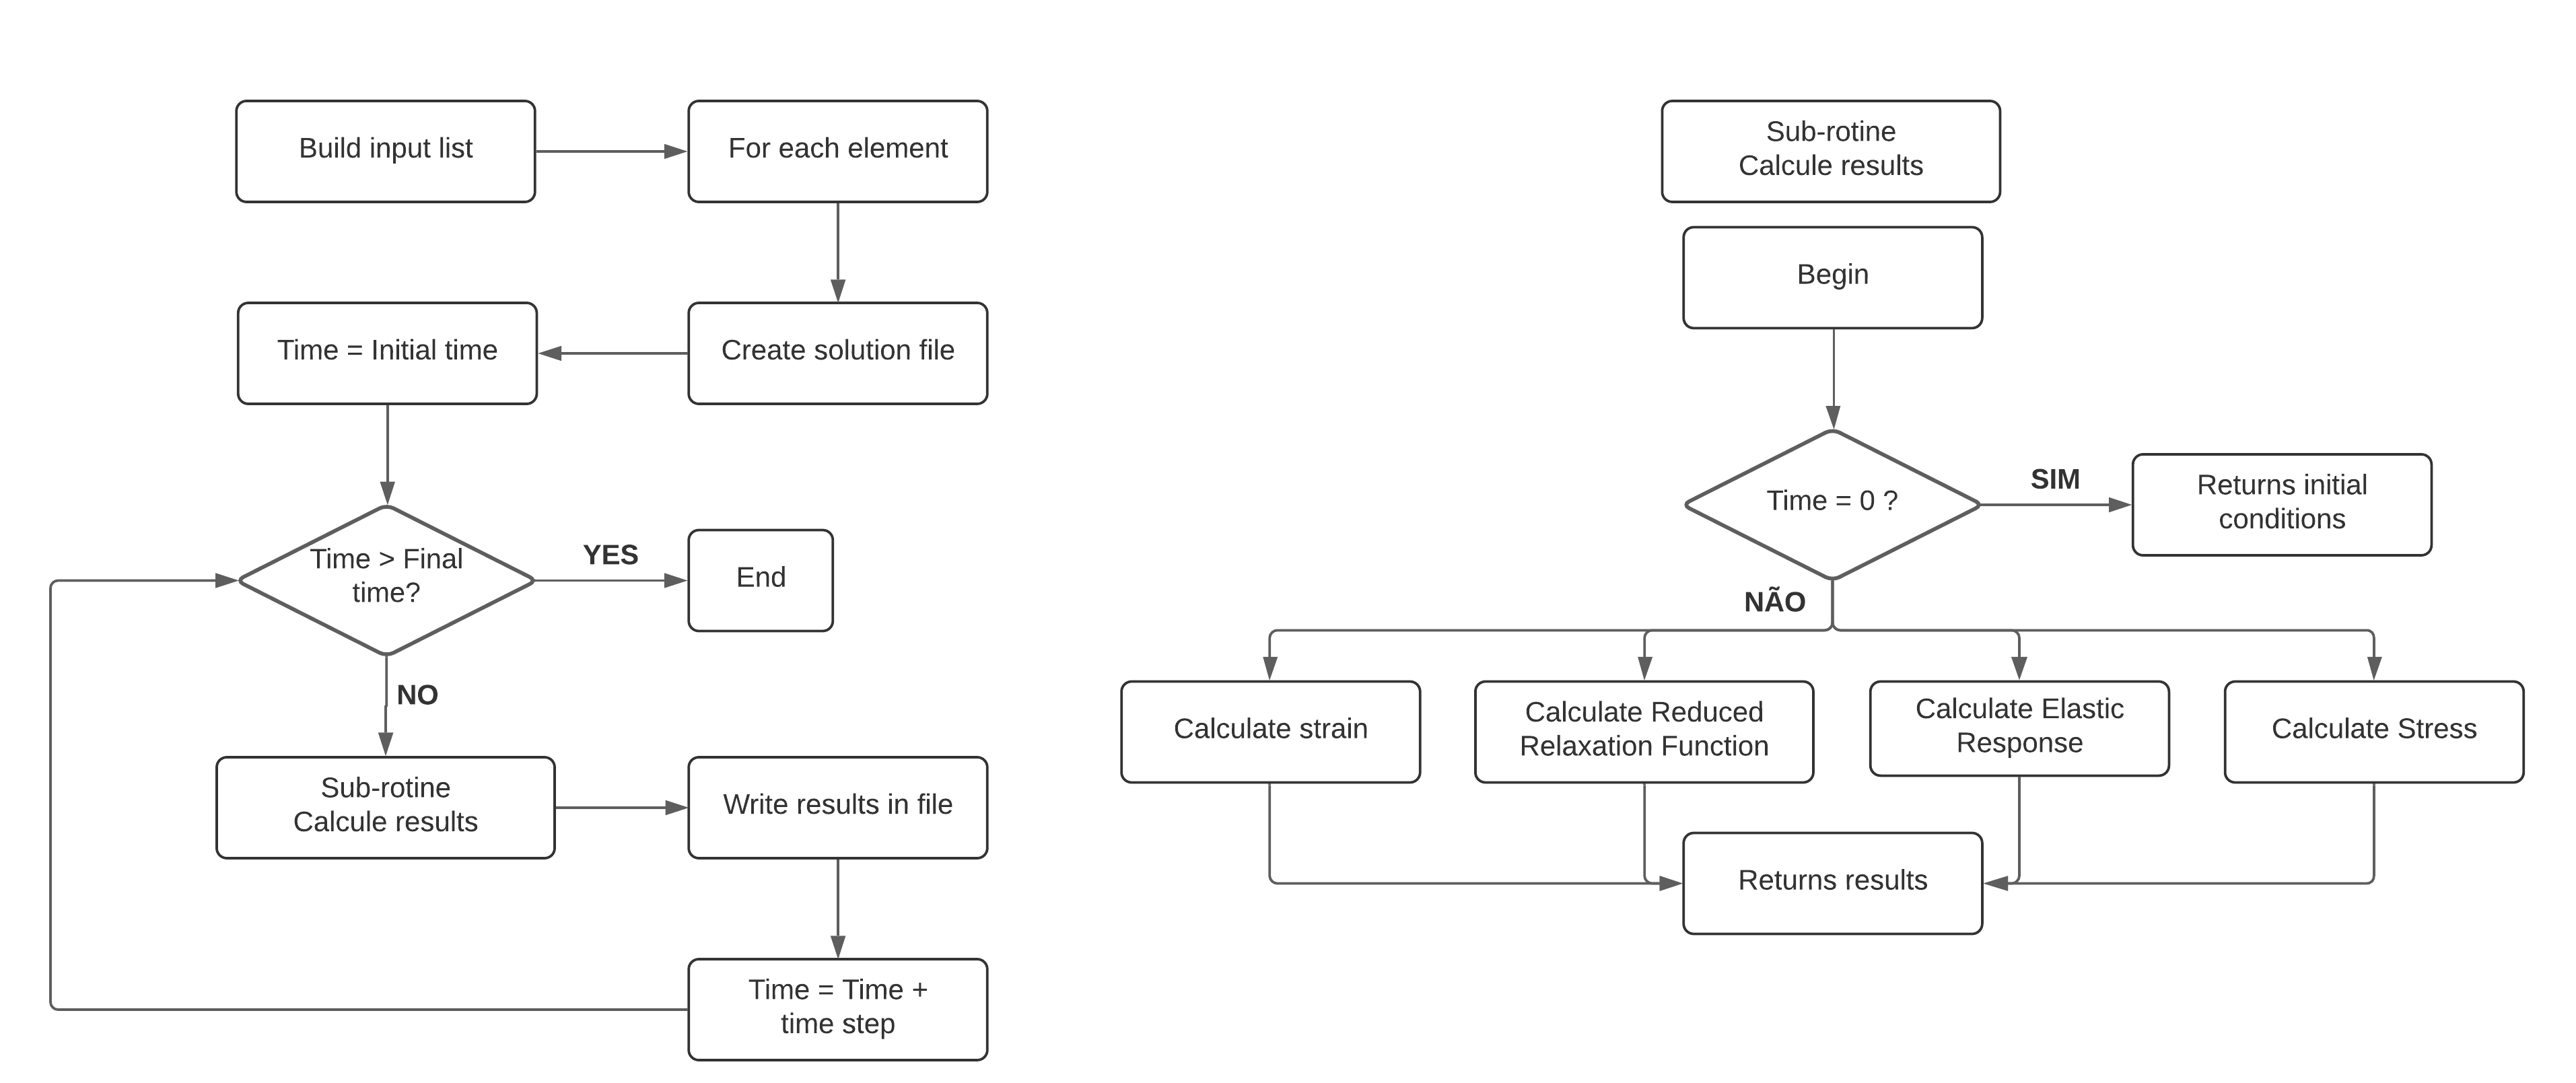 Build input list
For each element
Time = Initial time
Create solution file
Time > Final
time?
YES
End
NO
Sub-rotine
Calcule results
Write results in file
Time = Time +
time step
Sub-rotine
Calcule results
Begin
Time = 0 ?
SIM
Returns initial
conditions
NÃO
Calculate strain
Calculate Reduced
Relaxation Function
Calculate Elastic
Response
Calculate Stress
Returns results